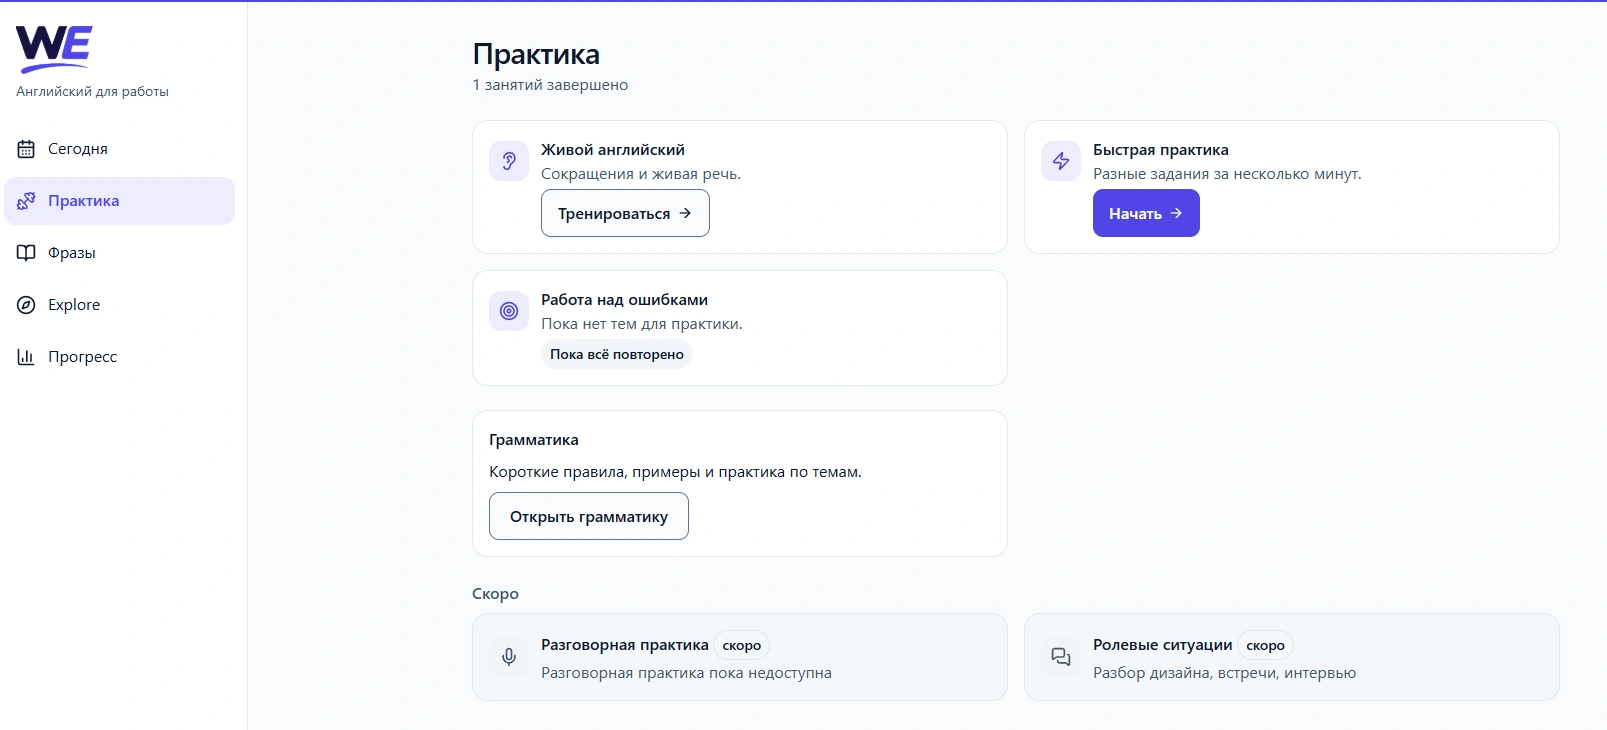 WE
Английский для работы
Сегодня
Практика
Фразы
Explore
Прогресс
Практика
1 занятий завершено
Живой английский
Сокращения и живая речь.
Тренироваться →
Быстрая практика
Разные задания за несколько минут.
Начать →
Работа над ошибками
Пока нет тем для практики.
Пока всё повторено
Грамматика
Короткие правила, примеры и практика по темам.
Открыть грамматику
Скоро
Разговорная практика скоро
Разговорная практика пока недоступна
Ролевые ситуации скоро
Разбор дизайна, встречи, интервью